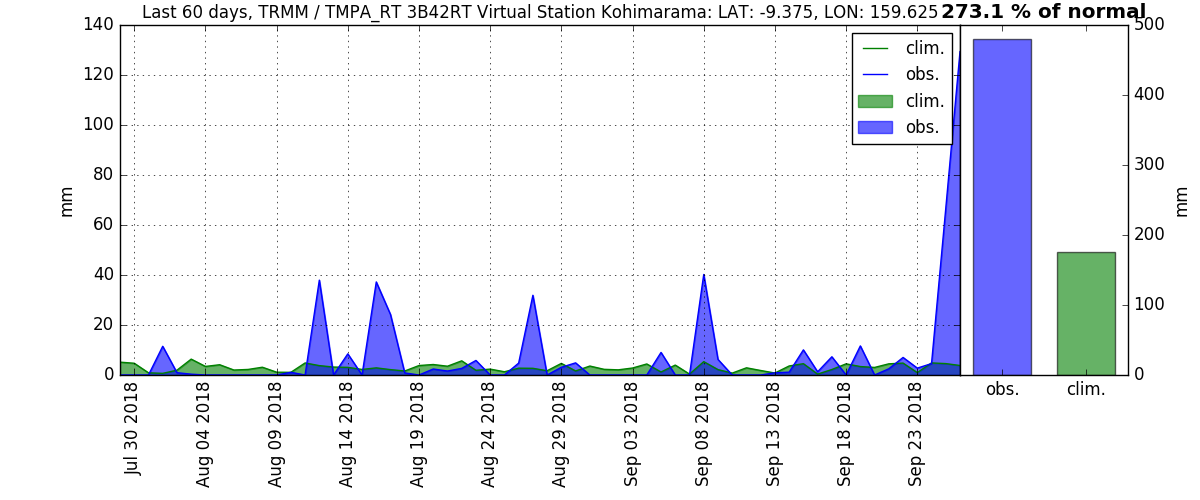 Last 60 days, TRMM / TMPA_RT 3B42RT Virtual Station Kohimarama: LAT: -9.375, LON: 159.625 273.1 % of normal
140
120
100
80
60
40
20
0
mm
clim.
obs.
clim.
obs.
500
400
300
200
100
0
mm
Jul 30 2018
Aug 04 2018
Aug 09 2018
Aug 14 2018
Aug 19 2018
Aug 24 2018
Aug 29 2018
Sep 03 2018
Sep 08 2018
Sep 13 2018
Sep 18 2018
Sep 23 2018
obs.
clim.